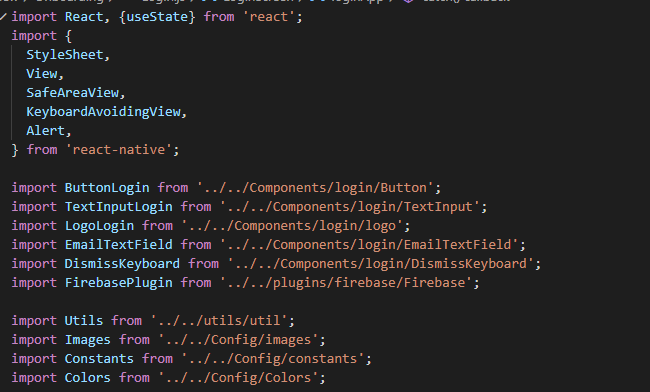 import React, {useState} from 'react';
import {
  StyleSheet,
  View,
  SafeAreaView,
  KeyboardAvoidingView,
  Alert,
} from 'react-native';
import ButtonLogin from '../../Components/login/Button';
import TextInputLogin from '../../Components/login/TextInput';
import LogoLogin from '../../Components/login/logo';
import EmailTextField from '../../Components/login/EmailTextField';
import DismissKeyboard from '../../Components/login/DismissKeyboard';
import FirebasePlugin from '../../plugins/firebase/Firebase';
import Utils from '../../utils/util';
import Images from '../../Config/images';
import Constants from '../../Config/constants';
import Colors from '../../Config/Colors';